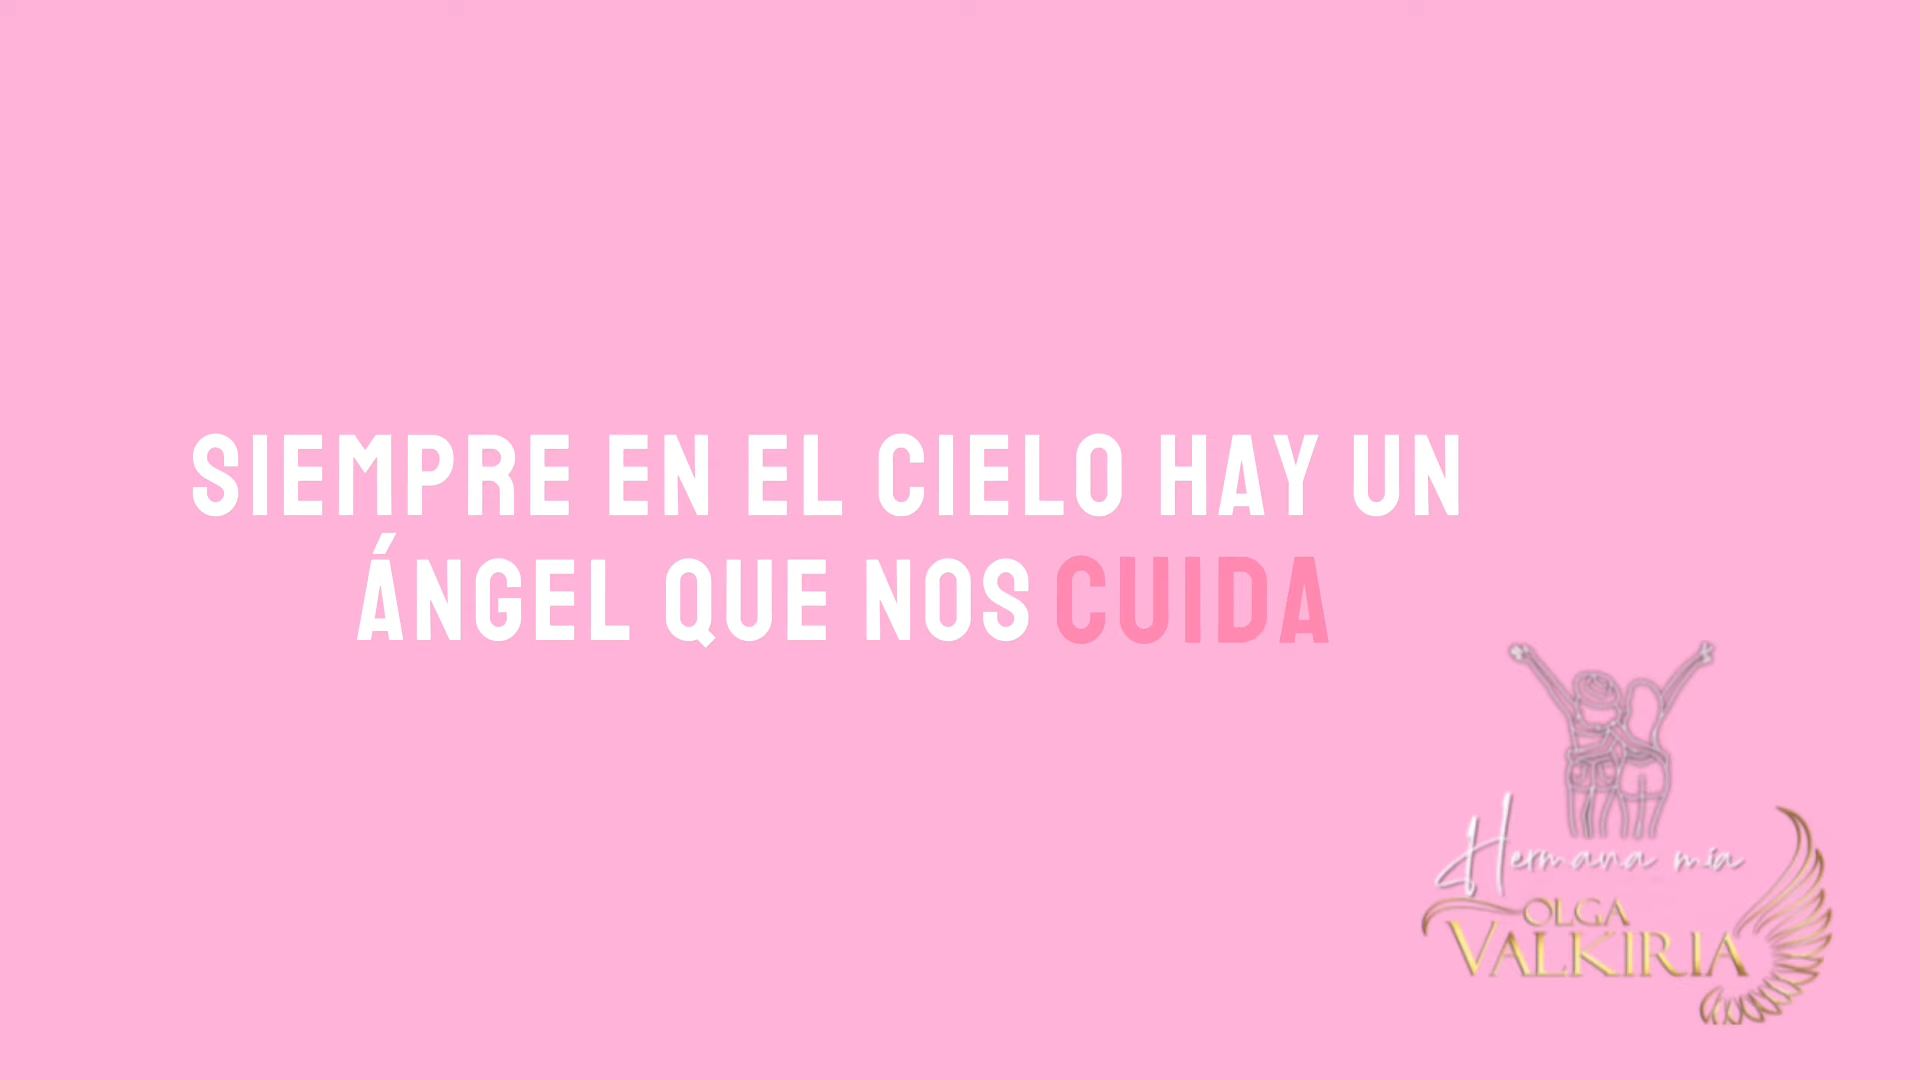 SIEMPRE EN EL CIELO HAY UN
ÁNGEL QUE NOS CUIDA
Hermana mía
OLGA
VALKIRIA